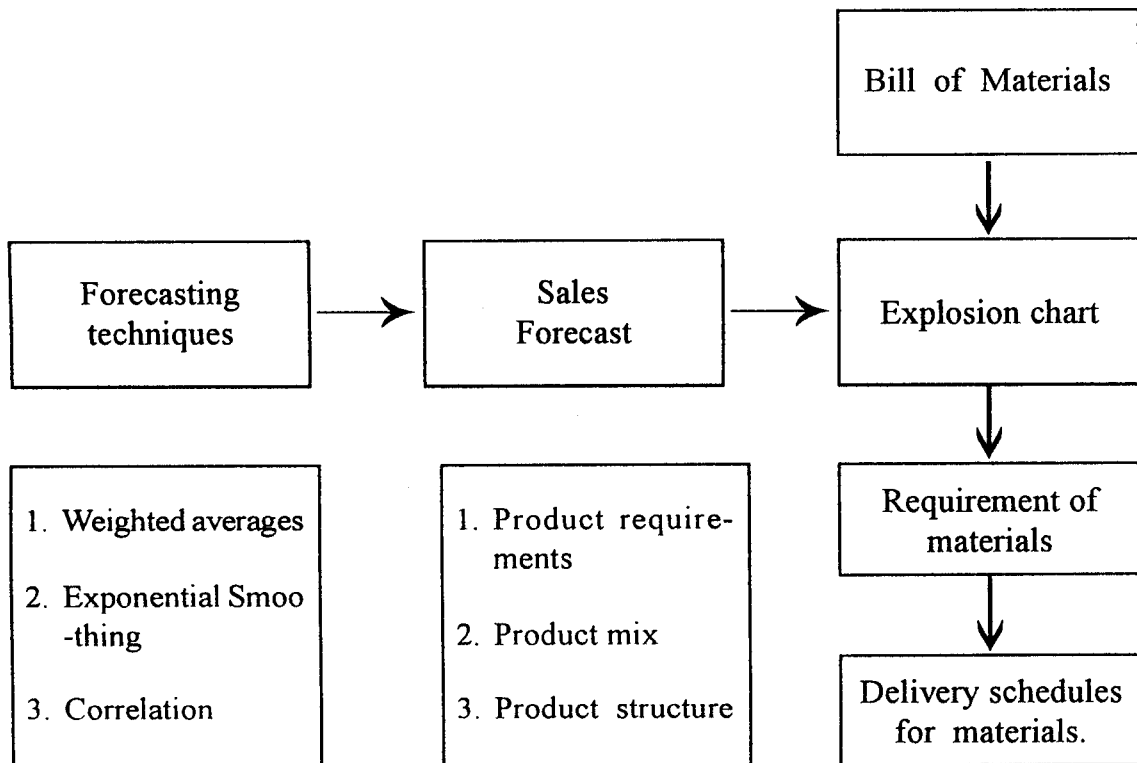 Bill of Materials
Forecasting
techniques
Sales
Forecast
Explosion chart
1. Weighted averages
2. Exponential Smoo
-thing
3. Correlation
1. Product require-
ments
2. Product mix
3. Product structure
Requirement of
materials
Delivery schedules
for materials.